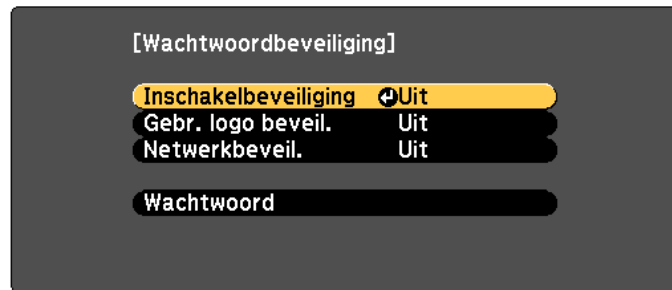 [Wachtwoordbeveiliging]
Inschakelbeveiliging Uit
Gebr. logo beveil. Uit
Netwerkbeveil. Uit
Wachtwoord